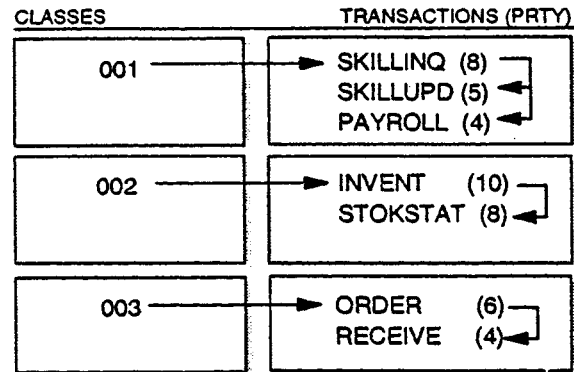 CLASSES TRANSACTIONS (PRTY)
001 SKILLINQ (8)
SKILLUPD (5)
PAYROLL (4)
002 INVENT (10)
STOKSTAT (8)
003 ORDER (6)
RECEIVE (4)